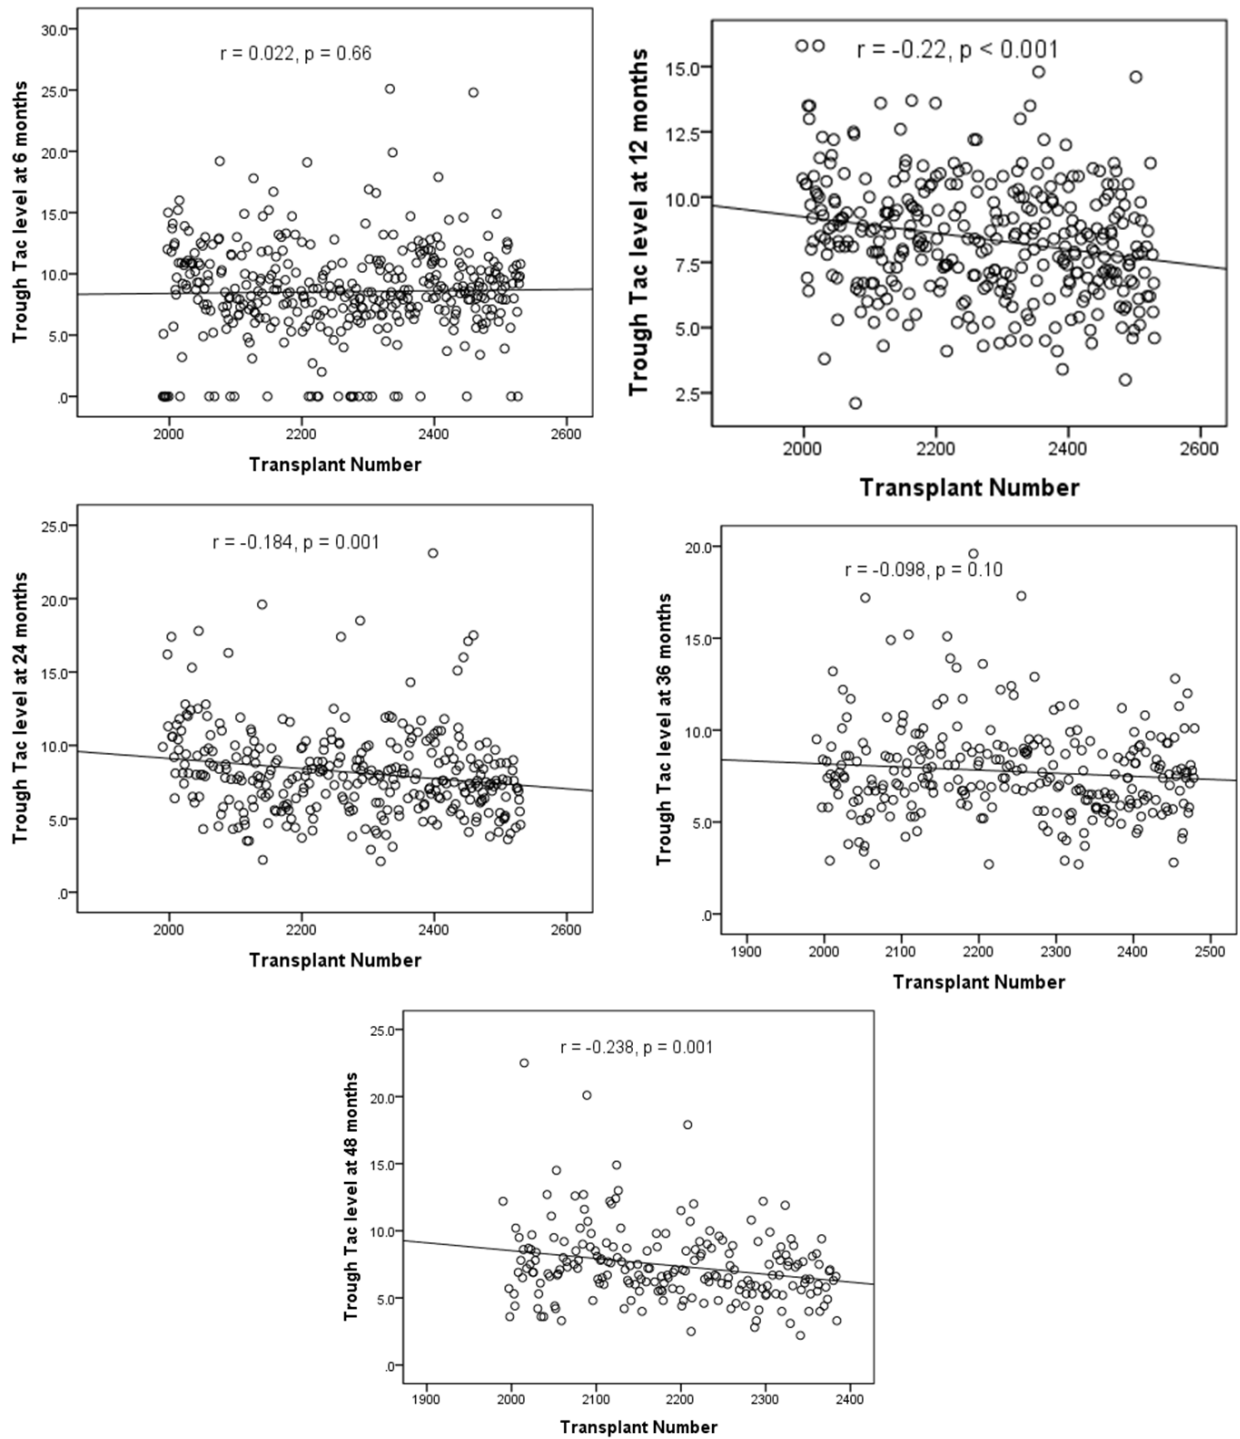 30.0
r = 0.022, p = 0.66
25.0
20.0
15.0
10.0
5.0
.0
Trough Tac level at 6 months
2000 2200 2400 2600
Transplant Number
r = -0.22, p < 0.001
15.0
12.5
10.0
7.5
5.0
2.5
Trough Tac level at 12 months
2000 2200 2400 2600
Transplant Number
25.0
r = -0.184, p = 0.001
20.0
15.0
10.0
5.0
.0
Trough Tac level at 24 months
2000 2200 2400 2600
Transplant Number
20.0
r = -0.098, p = 0.10
15.0
10.0
5.0
.0
Trough Tac level at 36 months
1900 2000 2100 2200 2300 2400 2500
Transplant Number
25.0
r = -0.238, p = 0.001
20.0
15.0
10.0
5.0
.0
Trough Tac level at 48 months
1900 2000 2100 2200 2300 2400
Transplant Number